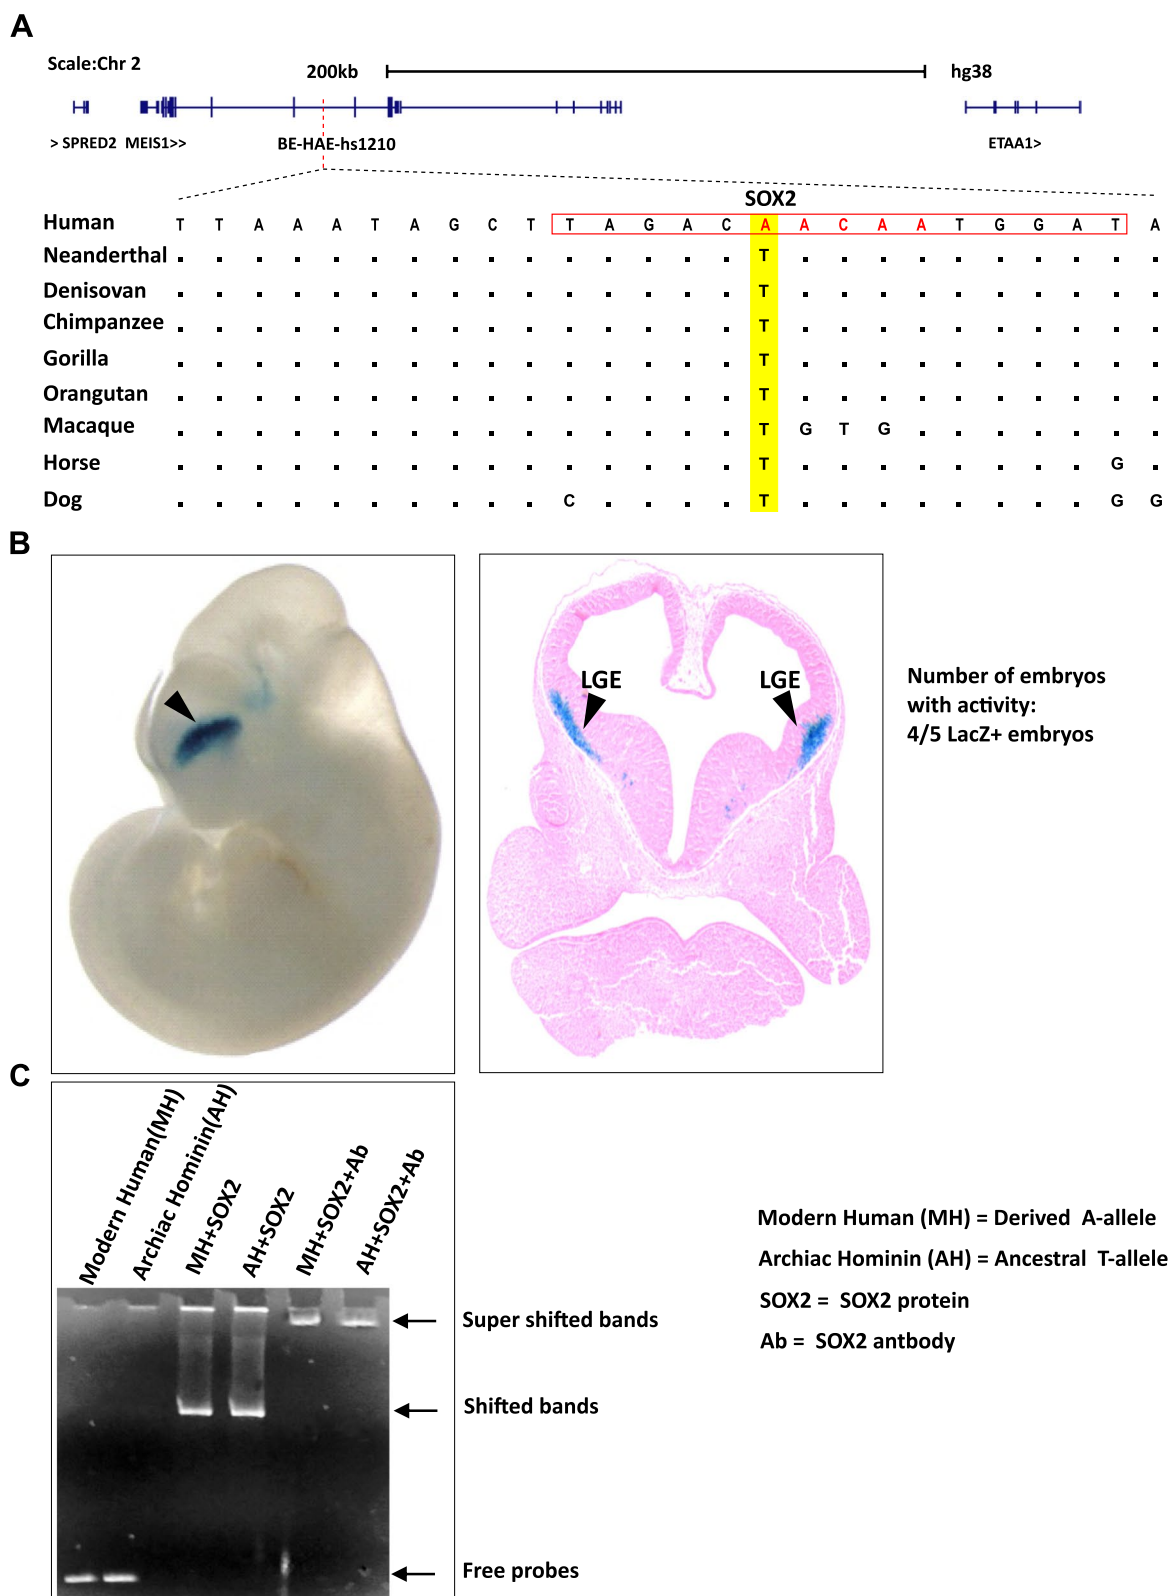 A
Scale:Chr 2
200kb
hg38
> SPRED2 MEIS1>> BE-HAE-hs1210 ETAA1>
SOX2
Human T T A A A T A G C T T A G A C A A C A A T G G A T A
Neanderthal . . . . . . . . . . . . . . . T . . . . . . . . . .
Denisovan . . . . . . . . . . . . . . . T . . . . . . . . . .
Chimpanzee . . . . . . . . . . . . . . . T . . . . . . . . . .
Gorilla . . . . . . . . . . . . . . . T . . . . . . . . . .
Orangutan . . . . . . . . . . . . . . . T . . . . . . . . . .
Macaque . . . . . . . . . . . . . . . T G T G . . . . . . .
Horse . . . . . . . . . . . . . . . T . . . . . . . . G .
Dog . . . . . . . . . . C . . . . T . . . . . . . . G G
B
LGE LGE
Number of embryos
with activity:
4/5 LacZ+ embryos
C
Modern Human(MH)
Archiac Hominin(AH)
MH+SOX2
AH+SOX2
MH+SOX2+Ab
AH+SOX2+Ab
Super shifted bands
Shifted bands
Free probes
Modern Human (MH) = Derived A-allele
Archiac Hominin (AH) = Ancestral T-allele
SOX2 = SOX2 protein
Ab = SOX2 antbody